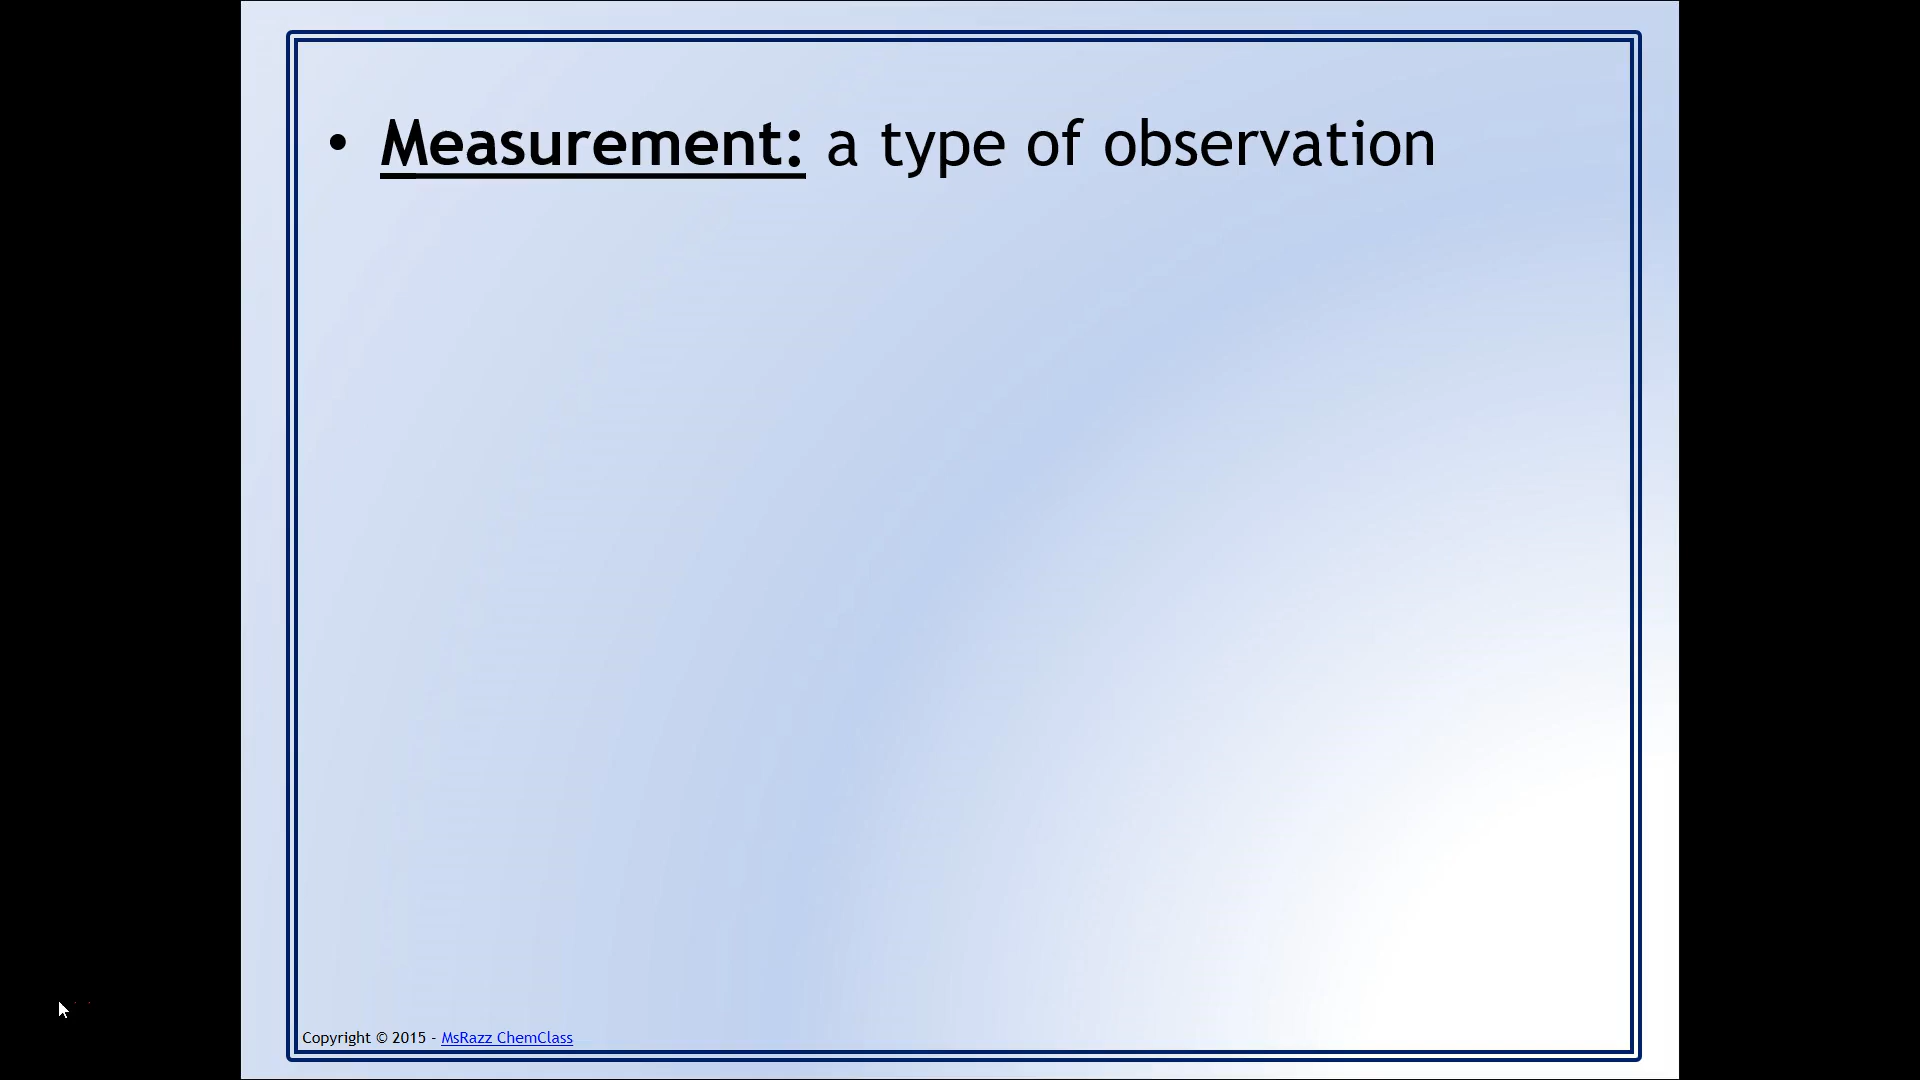 • Measurement: a type of observation
Copyright © 2015 - MsRazz ChemClass